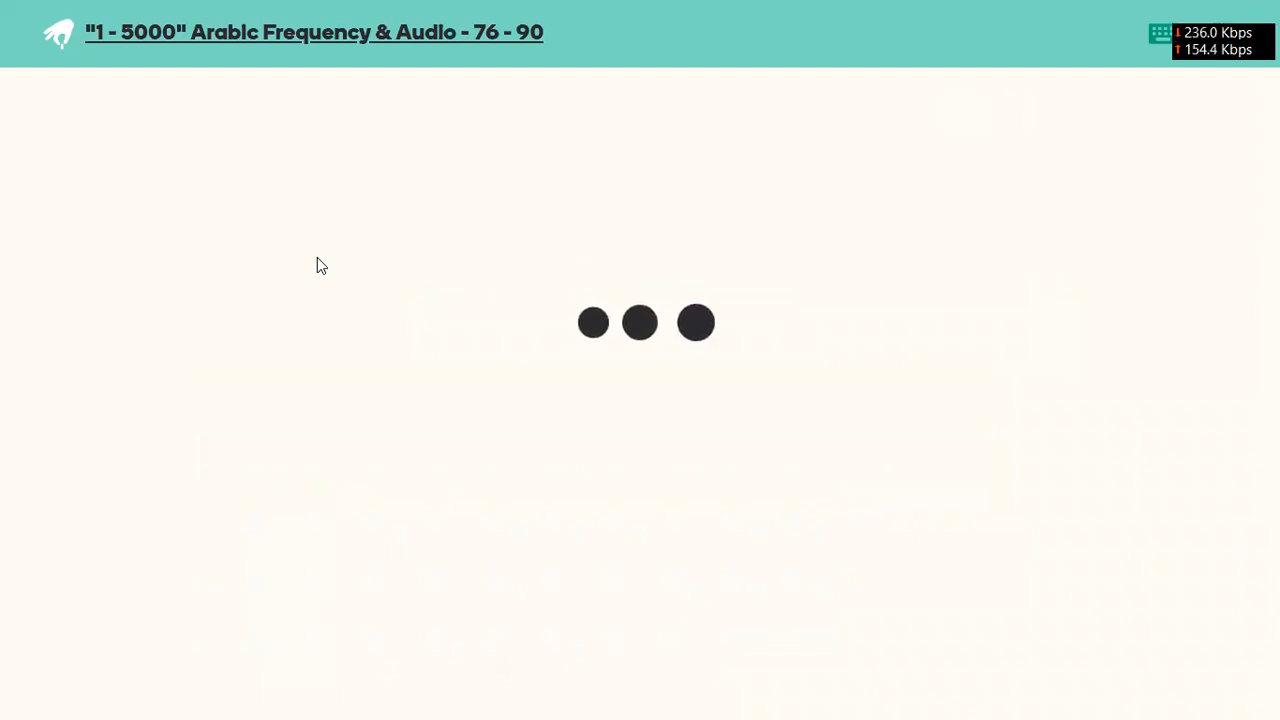 "1 - 5000" Arabic Frequency & Audio - 76 - 90
↓ 236.0 Kbps
↑ 154.4 Kbps